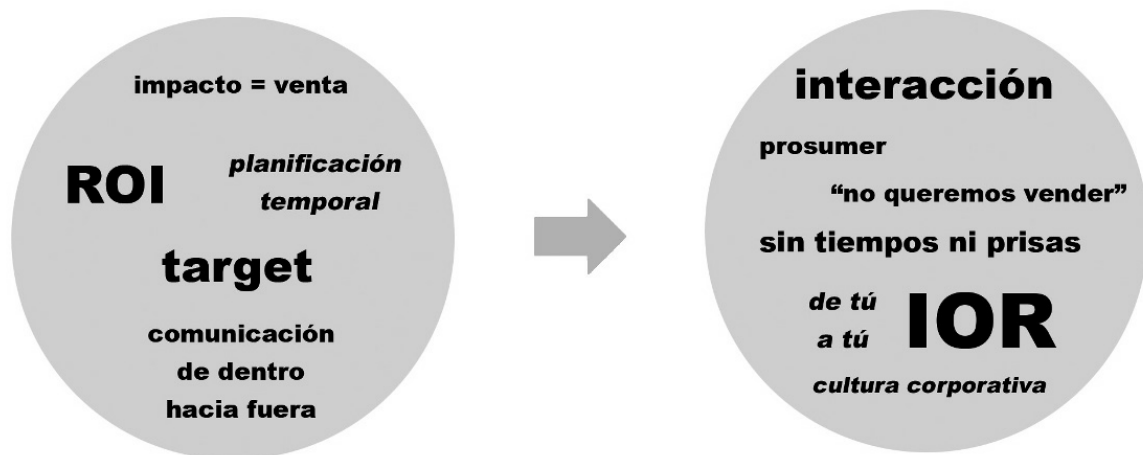 impacto = venta
ROI
planificación
temporal
target
comunicación
de dentro
hacia fuera
interacción
prosumer
“no queremos vender”
sin tiempos ni prisas
de tú
a tú
IOR
cultura corporativa